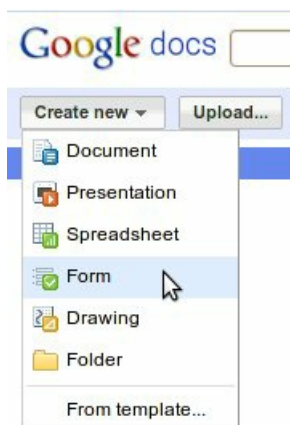 Google docs
Create new Upload...
Document
Presentation
Spreadsheet
Form
Drawing
Folder
From template...